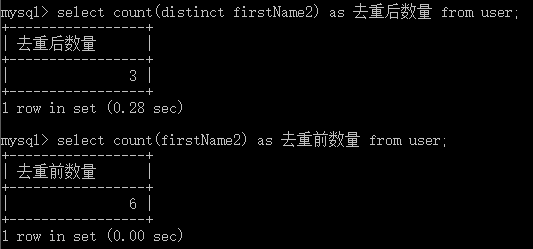 mysql> select count(distinct firstName2) as 去重后数量 from user;
+-----------------+
| 去重后数量      |
+-----------------+
|               3 |
+-----------------+
1 row in set (0.28 sec)
mysql> select count(firstName2) as 去重前数量 from user;
+-----------------+
| 去重前数量      |
+-----------------+
|               6 |
+-----------------+
1 row in set (0.00 sec)